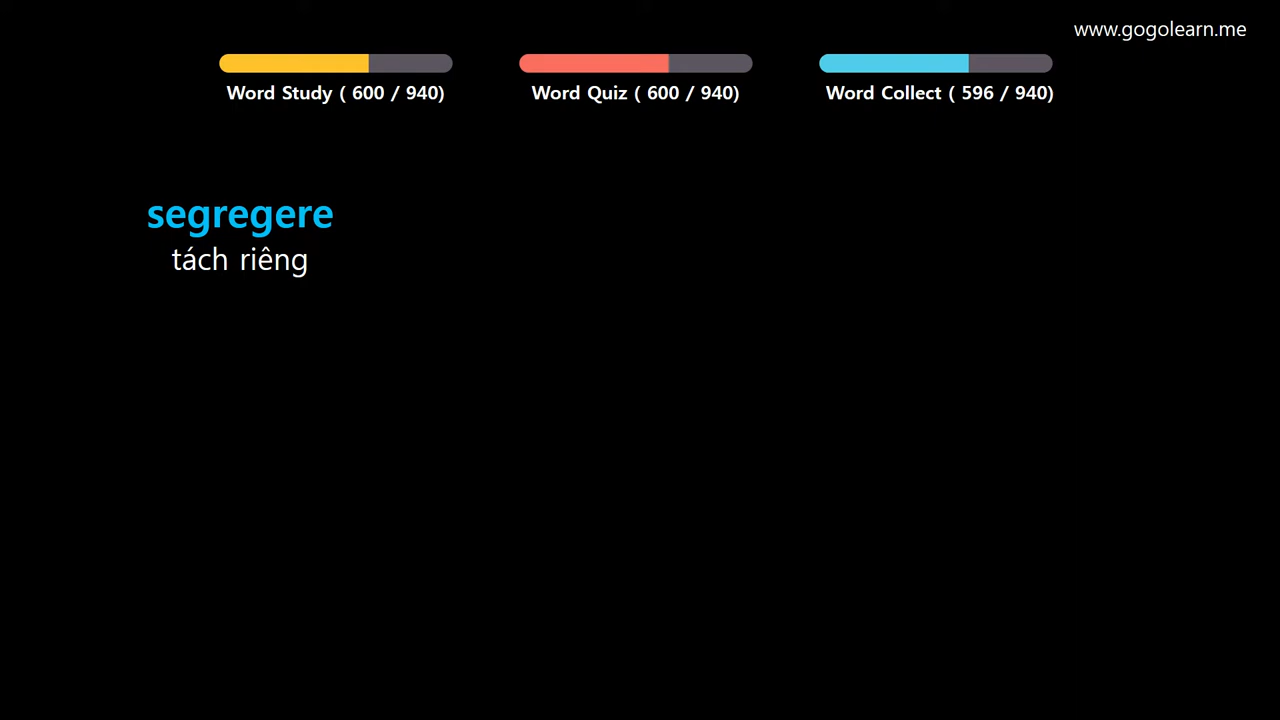 www.gogolearn.me
Word Study ( 600 / 940)
Word Quiz ( 600 / 940)
Word Collect ( 596 / 940)
segregere
tách riêng